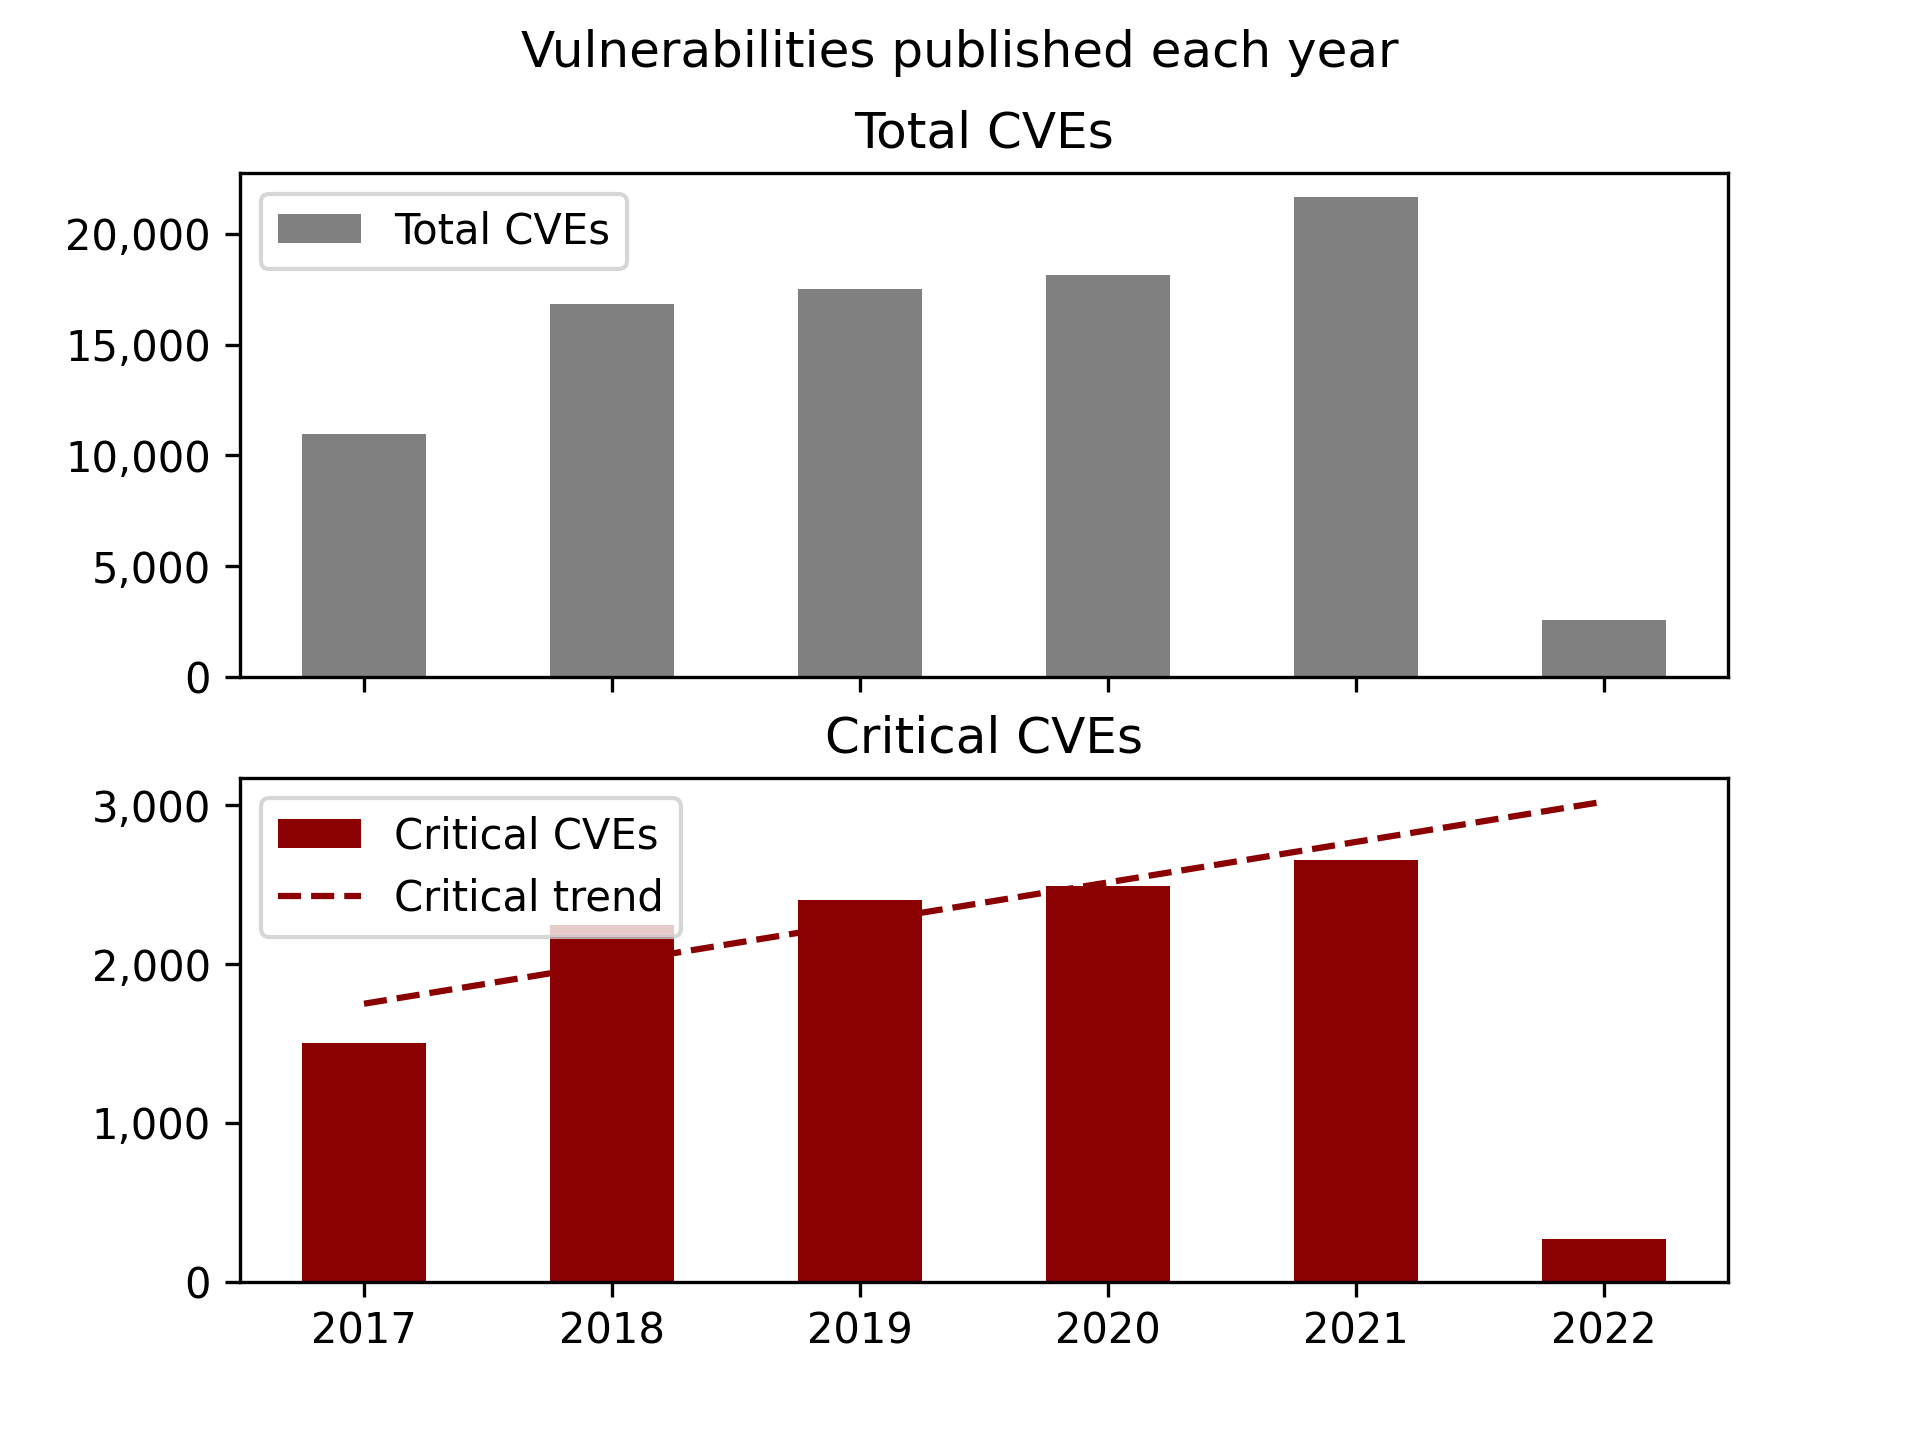 Vulnerabilities published each year
Total CVEs
Total CVEs
20,000
15,000
10,000
5,000
0
Critical CVEs
Critical CVEs
Critical trend
3,000
2,000
1,000
0
2017 2018 2019 2020 2021 2022